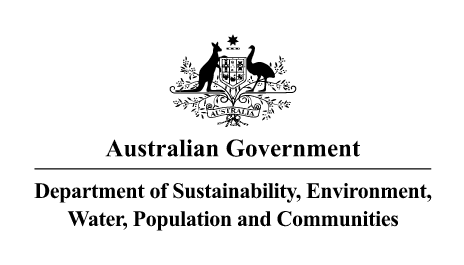 AUSTRALIA
Australian Government
Department of Sustainability, Environment,
Water, Population and Communities